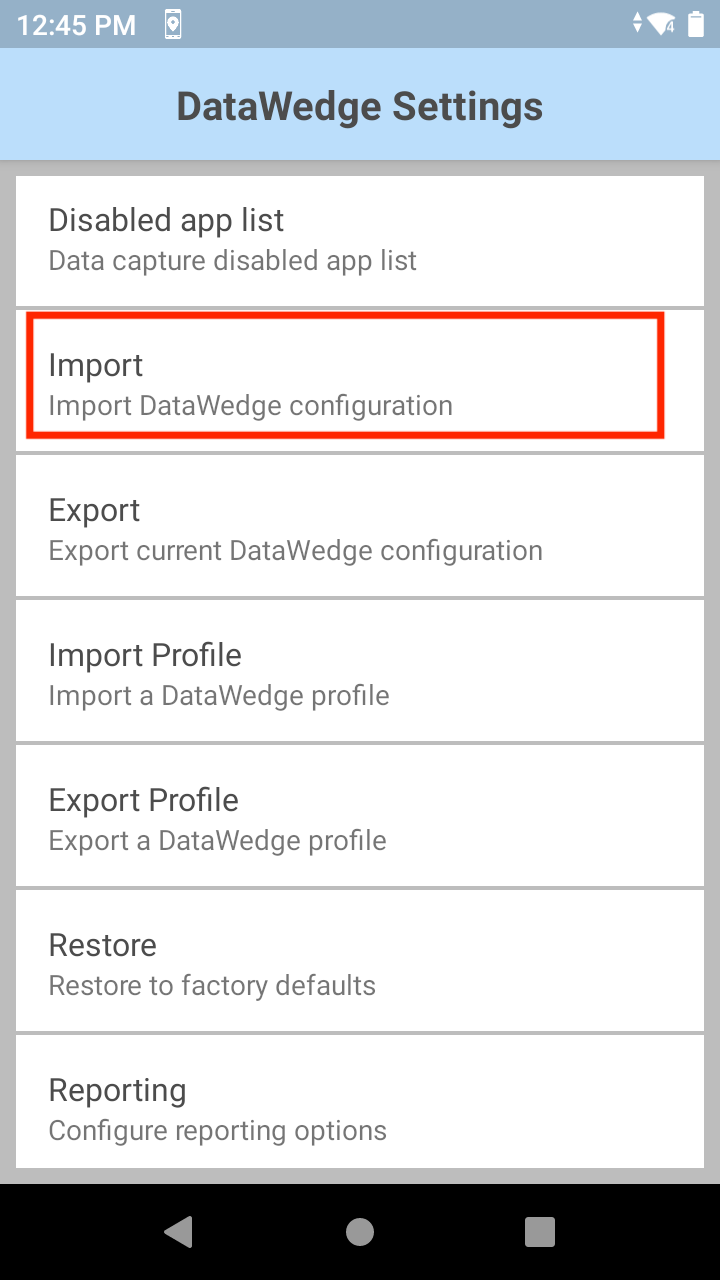 12:45 PM
4
DataWedge Settings
Disabled app list
Data capture disabled app list
Import
Import DataWedge configuration
Export
Export current DataWedge configuration
Import Profile
Import a DataWedge profile
Export Profile
Export a DataWedge profile
Restore
Restore to factory defaults
Reporting
Configure reporting options